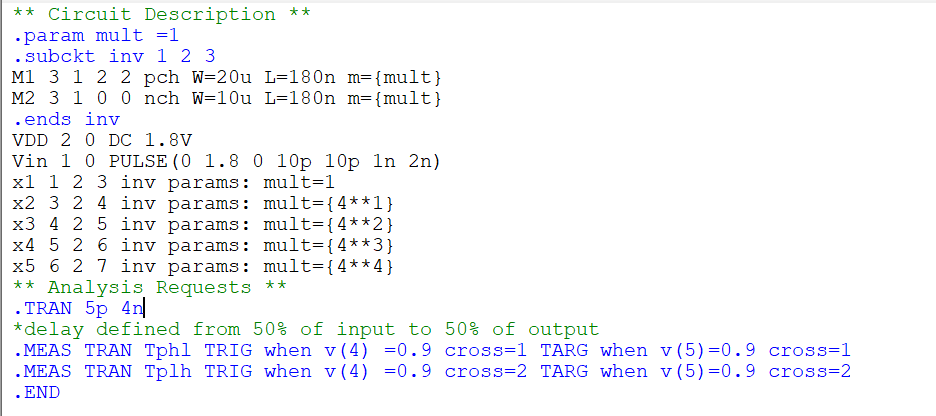 ** Circuit Description **
.param mult =1
.subckt inv 1 2 3
M1 3 1 2 2 pch W=20u L=180n m={mult}
M2 3 1 0 0 nch W=10u L=180n m={mult}
.ends inv
VDD 2 0 DC 1.8V
Vin 1 0 PULSE(0 1.8 0 10p 10p 1n 2n)
x1 1 2 3 inv params: mult=1
x2 3 2 4 inv params: mult={4**1}
x3 4 2 5 inv params: mult={4**2}
x4 5 2 6 inv params: mult={4**3}
x5 6 2 7 inv params: mult={4**4}
** Analysis Requests **
.TRAN 5p 4n
*delay defined from 50% of input to 50% of output
.MEAS TRAN Tphl TRIG when v(4) =0.9 cross=1 TARG when v(5)=0.9 cross=1
.MEAS TRAN Tplh TRIG when v(4) =0.9 cross=2 TARG when v(5)=0.9 cross=2
.END